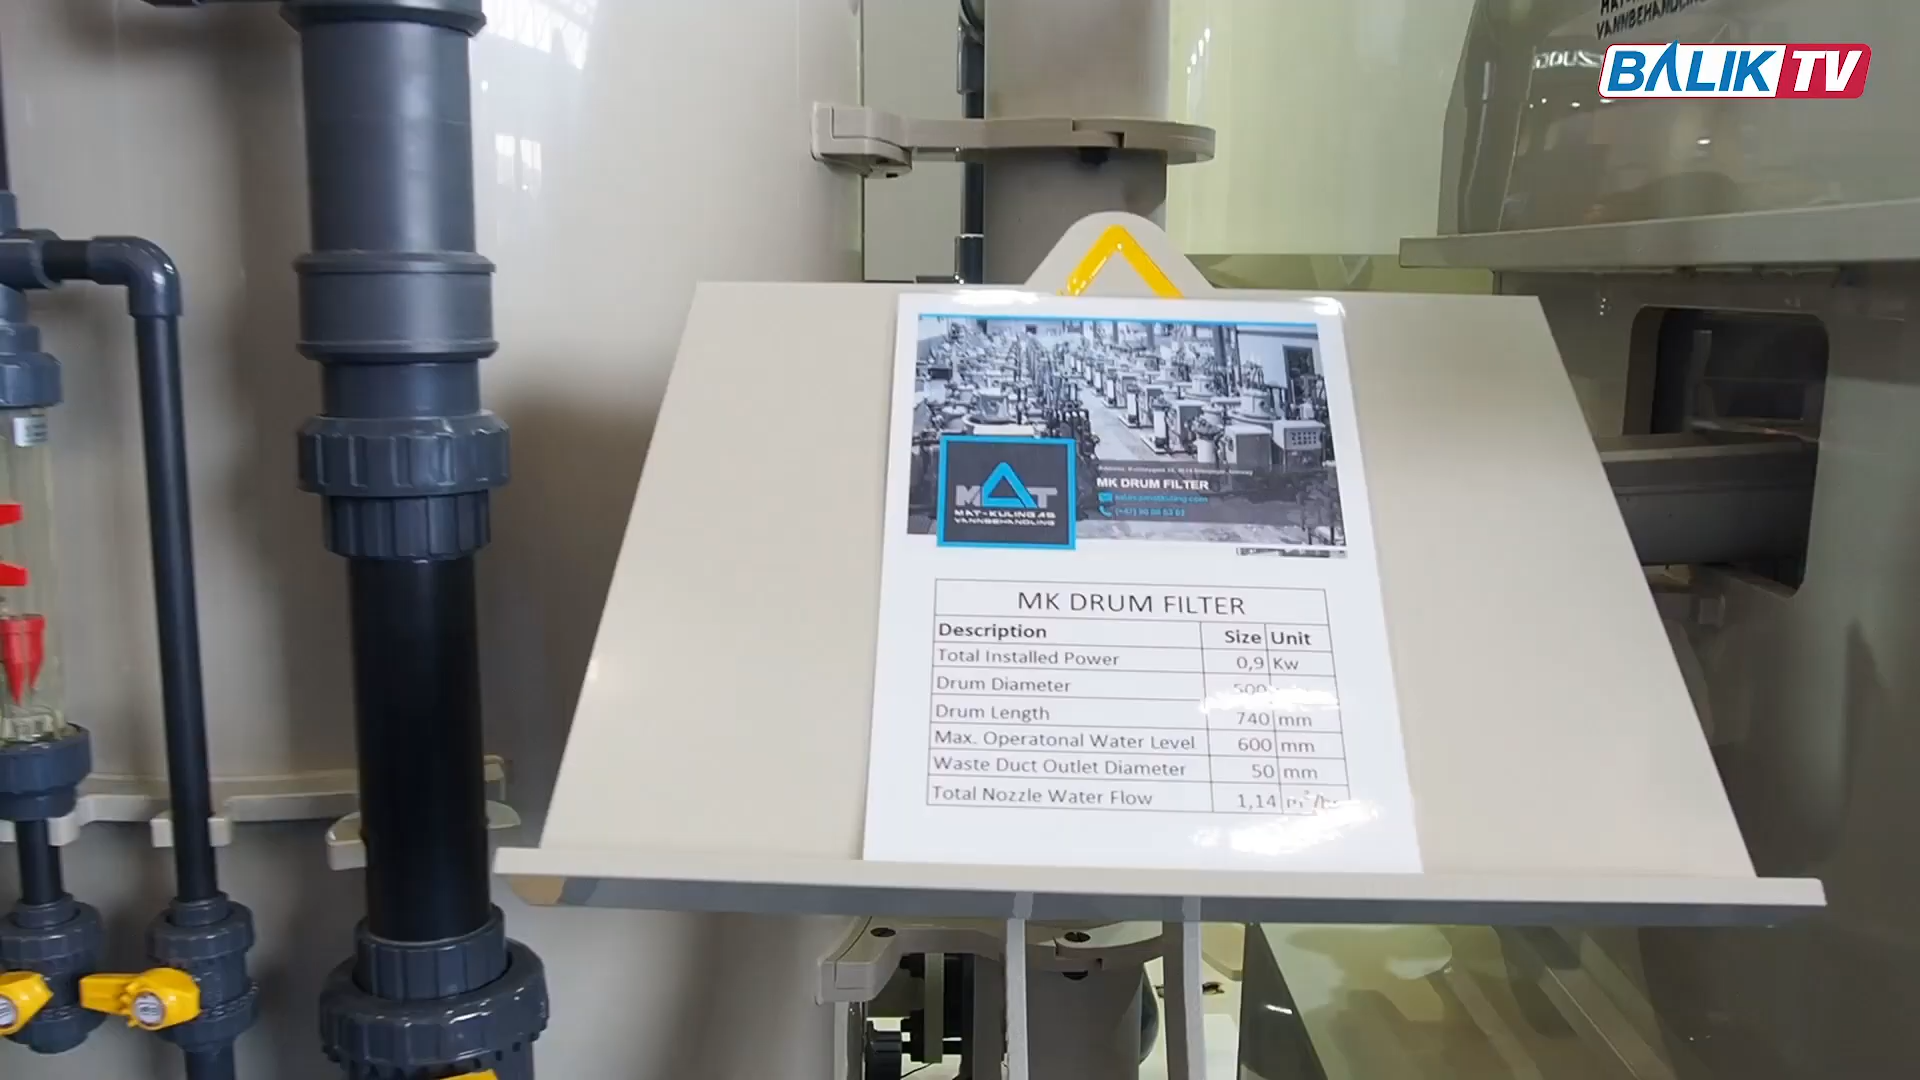 VANNBEHANDLING
BALIK TV
MK DRUM FILTER
MAT
MAT-KULING AS
VANNBEHANDLING
MK DRUM FILTER
Description Size Unit
Total Installed Power 0,9 Kw
Drum Diameter 500
Drum Length 740 mm
Max. Operatonal Water Level 600 mm
Waste Duct Outlet Diameter 50 mm
Total Nozzle Water Flow 1,14